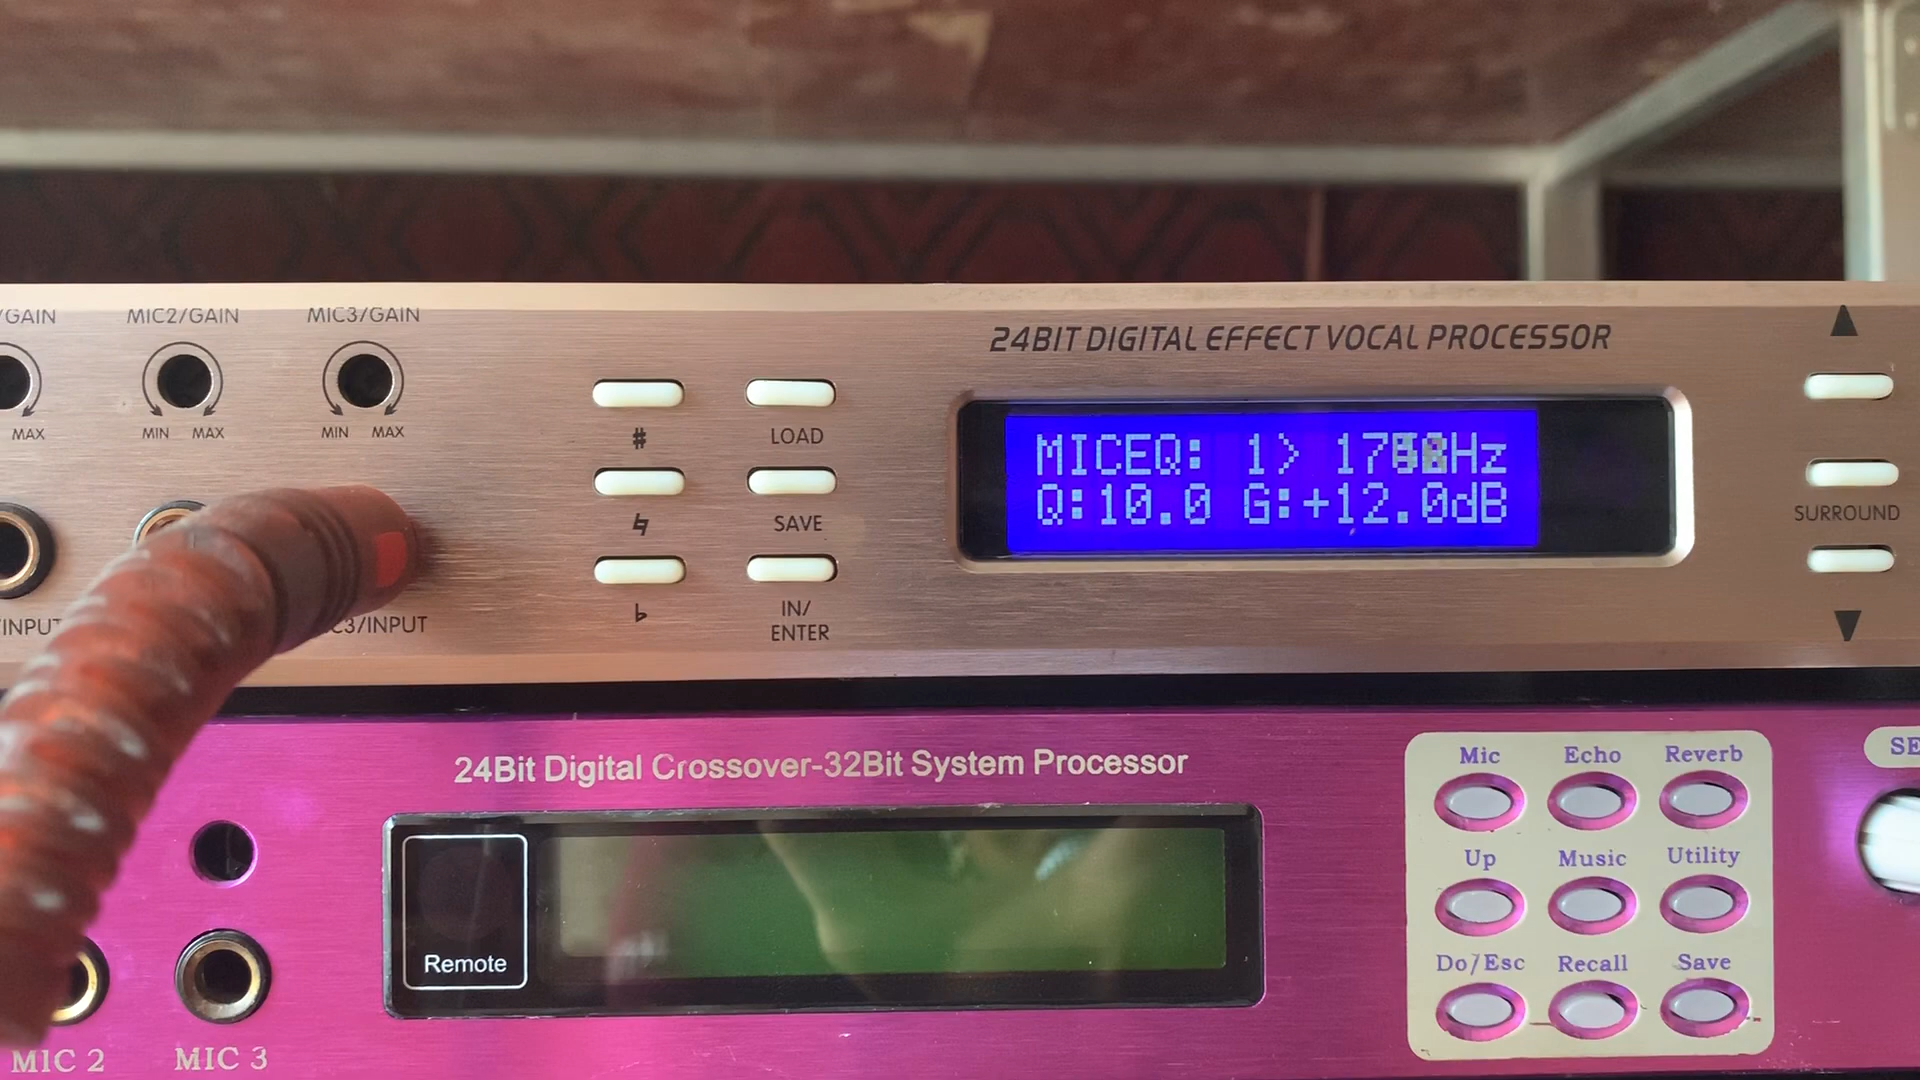 /GAIN
MIC2/GAIN
MIC3/GAIN
24BIT DIGITAL EFFECT VOCAL PROCESSOR
MAX
MIN MAX
MIN MAX
#
LOAD
MICEQ: 1>
Q:10.0 G:+12.0dB
♮
SAVE
SURROUND
♭
IN/
ENTER
/INPUT
3/INPUT
24Bit Digital Crossover-32Bit System Processor
Mic Echo Reverb
Up Music Utility
Do/Esc Recall Save
Remote
MIC 2
MIC 3